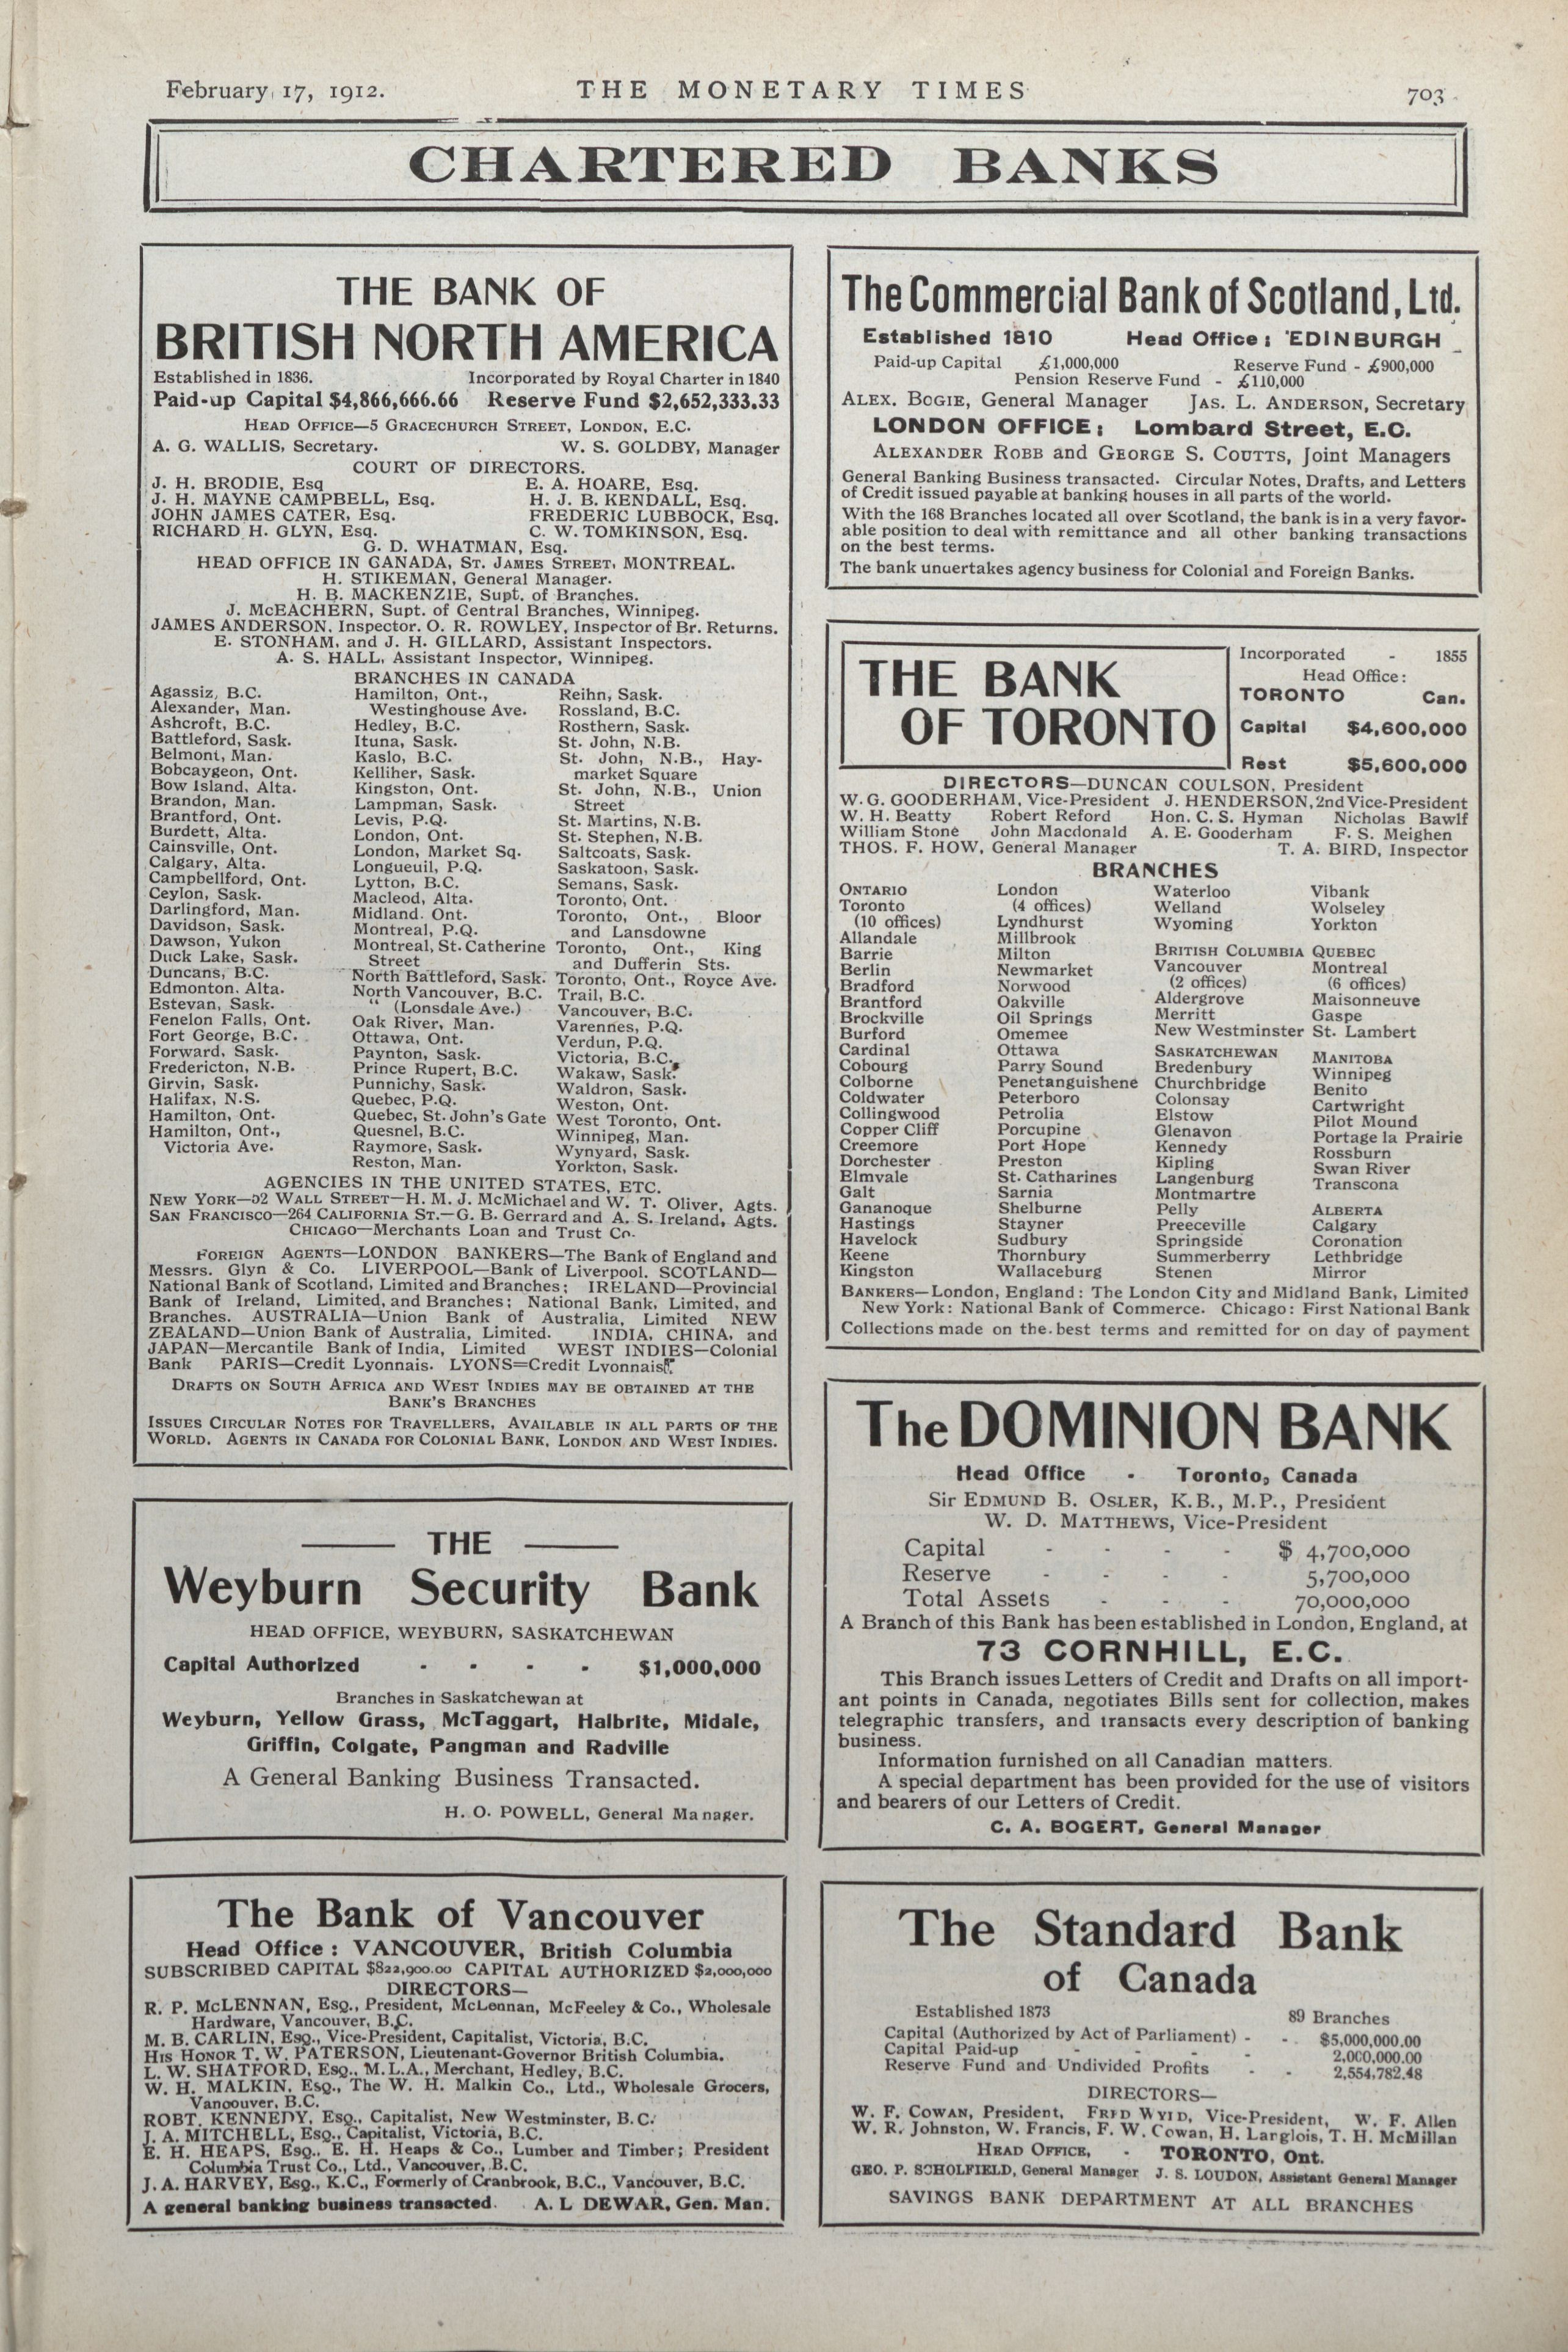 February 17, 1912.
THE MONETARY TIMES
703
CHARTERED BANKS
THE BANK OF
BRITISH NORTH AMERICA
Established in 1836. Incorporated by Royal Charter in 1840
Paid-up Capital $4,866,666.66 Reserve Fund $2,652,333.33
HEAD OFFICE—5 GRACECHURCH STREET, LONDON, E.C.
A. G. WALLIS, Secretary. W. S. GOLDBY, Manager
COURT OF DIRECTORS.
J. H. BRODIE, Esq E. A. HOARE, Esq.
J. H. MAYNE CAMPBELL, Esq. H. J. B. KENDALL, Esq.
JOHN JAMES CATER, Esq. FREDERIC LUBBOCK, Esq.
RICHARD H. GLYN, Esq. C. W. TOMKINSON, Esq.
G. D. WHATMAN, Esq.
HEAD OFFICE IN CANADA, ST. JAMES STREET, MONTREAL.
H. STIKEMAN, General Manager.
H. B. MACKENZIE, Supt. of Branches.
J. McEACHERN, Supt. of Central Branches, Winnipeg.
JAMES ANDERSON, Inspector. O. R. ROWLEY, Inspector of Br. Returns.
E. STONHAM, and J. H. GILLARD, Assistant Inspectors.
A. S. HALL, Assistant Inspector, Winnipeg.
BRANCHES IN CANADA
Agassiz, B.C.
Alexander, Man.
Ashcroft, B.C.
Battleford, Sask.
Belmont, Man.
Bobcaygeon, Ont.
Bow Island, Alta.
Brandon, Man.
Brantford, Ont.
Burdett, Alta.
Cainsville, Ont.
Calgary, Alta.
Campbellford, Ont.
Ceylon, Sask.
Darlingford, Man.
Davidson, Sask.
Dawson, Yukon
Duck Lake, Sask.
Duncans, B.C.
Edmonton. Alta.
Estevan, Sask.
Fenelon Falls, Ont.
Fort George, B.C.
Forward, Sask.
Fredericton, N.B.
Girvin, Sask.
Halifax, N.S.
Hamilton, Ont.
Hamilton, Ont.,
Victoria Ave.
Hamilton, Ont.,
Westinghouse Ave.
Hedley, B.C.
Ituna, Sask.
Kaslo, B.C.
Kelliher, Sask.
Kingston, Ont.
Lampman, Sask.
Levis, P.Q.
London, Ont.
London, Market Sq.
Longueuil, P.Q.
Lytton, B.C.
Macleod, Alta.
Midland. Ont.
Montreal, P.Q.
Montreal, St. Catherine
Street
North Battleford, Sask.
North Vancouver, B.C.
“ (Lonsdale Ave.)
Oak River, Man.
Ottawa, Ont.
Paynton, Sask.
Prince Rupert, B.C.
Punnichy, Sask.
Quebec, P.Q.
Quebec, St. John's Gate
Quesnel, B.C.
Raymore, Sask.
Reston, Man.
Reihn, Sask.
Rossland, B.C.
Rosthern, Sask.
St. John, N.B.
St. John, N.B., Hay-
market Square
St. John, N.B., Union
Street
St. Martins, N.B.
St. Stephen, N.B.
Saltcoats, Sask.
Saskatoon, Sask.
Semans, Sask.
Toronto, Ont.
Toronto, Ont., Bloor
and Lansdowne
Toronto, Ont., King
and Dufferin Sts.
Toronto, Ont., Royce Ave.
Trail, B.C.
Vancouver, B.C.
Varennes, P.Q.
Verdun, P.Q.
Victoria, B.C.
Wakaw, Sask.
Waldron, Sask.
Weston, Ont.
West Toronto, Ont.
Winnipeg, Man.
Wynyard, Sask.
Yorkton, Sask.
AGENCIES IN THE UNITED STATES, ETC.
NEW YORK—52 WALL STREET—H. M. J. McMichael and W. T. Oliver, Agts.
SAN FRANCISCO—264 CALIFORNIA ST.—G. B. Gerrard and A. S. Ireland, Agts.
CHICAGO—Merchants Loan and Trust Co.
FOREIGN AGENTS—LONDON BANKERS—The Bank of England and
Messrs. Glyn & Co. LIVERPOOL—Bank of Liverpool. SCOTLAND—
National Bank of Scotland, Limited and Branches; IRELAND—Provincial
Bank of Ireland, Limited, and Branches; National Bank, Limited, and
Branches. AUSTRALIA—Union Bank of Australia, Limited NEW
ZEALAND—Union Bank of Australia, Limited. INDIA, CHINA, and
JAPAN—Mercantile Bank of India, Limited WEST INDIES—Colonial
Bank PARIS—Credit Lyonnais. LYONS=Credit Lyonnais.
DRAFTS ON SOUTH AFRICA AND WEST INDIES MAY BE OBTAINED AT THE
BANK'S BRANCHES
ISSUES CIRCULAR NOTES FOR TRAVELLERS, AVAILABLE IN ALL PARTS OF THE
WORLD. AGENTS IN CANADA FOR COLONIAL BANK, LONDON AND WEST INDIES.
THE
Weyburn Security Bank
HEAD OFFICE, WEYBURN, SASKATCHEWAN
Capital Authorized - - - - $1,000,000
Branches in Saskatchewan at
Weyburn, Yellow Grass, McTaggart, Halbrite, Midale,
Griffin, Colgate, Pangman and Radville
A General Banking Business Transacted.
H. O. POWELL, General Manager.
The Bank of Vancouver
Head Office : VANCOUVER, British Columbia
SUBSCRIBED CAPITAL $822,900.00 CAPITAL AUTHORIZED $2,000,000
DIRECTORS—
R. P. McLENNAN, Esq., President, McLennan, McFeeley & Co., Wholesale
Hardware, Vancouver, B.C.
M. B. CARLIN, Esq., Vice-President, Capitalist, Victoria, B.C.
HIS HONOR T. W. PATERSON, Lieutenant-Governor British Columbia.
L. W. SHATFORD, Esq., M.L.A., Merchant, Hedley, B.C.
W. H. MALKIN, Esq., The W. H. Malkin Co., Ltd., Wholesale Grocers,
Vancouver, B.C.
ROBT. KENNEDY, Esq., Capitalist, New Westminster, B.C.
J. A. MITCHELL, Esq., Capitalist, Victoria, B.C.
E. H. HEAPS, Esq., E. H. Heaps & Co., Lumber and Timber; President
Columbia Trust Co., Ltd., Vancouver, B.C.
J. A. HARVEY, Esq., K.C., Formerly of Cranbrook, B.C., Vancouver, B.C.
A general banking business transacted. A. L DEWAR, Gen. Man.
The Commercial Bank of Scotland, Ltd.
Established 1810 Head Office : EDINBURGH
Paid-up Capital £1,000,000 Reserve Fund - £900,000
Pension Reserve Fund - £110,000
ALEX. BOGIE, General Manager JAS. L. ANDERSON, Secretary
LONDON OFFICE: Lombard Street, E.C.
ALEXANDER ROBB and GEORGE S. COUTTS, Joint Managers
General Banking Business transacted. Circular Notes, Drafts, and Letters
of Credit issued payable at banking houses in all parts of the world.
With the 168 Branches located all over Scotland, the bank is in a very favor-
able position to deal with remittance and all other banking transactions
on the best terms.
The bank undertakes agency business for Colonial and Foreign Banks.
THE BANK
OF TORONTO
Incorporated - 1855
Head Office:
TORONTO Can.
Capital $4,600,000
Rest $5,600,000
DIRECTORS—DUNCAN COULSON, President
W. G. GOODERHAM, Vice-President J. HENDERSON, 2nd Vice-President
W. H. Beatty Robert Reford Hon. C. S. Hyman Nicholas Bawlf
William Stone John Macdonald A. E. Gooderham F. S. Meighen
THOS. F. HOW, General Manager T. A. BIRD, Inspector
BRANCHES
ONTARIO
Toronto
(10 offices)
Allandale
Barrie
Berlin
Bradford
Brantford
Brockville
Burford
Cardinal
Cobourg
Colborne
Coldwater
Collingwood
Copper Cliff
Creemore
Dorchester
Elmvale
Galt
Gananoque
Hastings
Havelock
Keene
Kingston
London
(4 offices)
Lyndhurst
Millbrook
Milton
Newmarket
Norwood
Oakville
Oil Springs
Omemee
Ottawa
Parry Sound
Penetanguishene
Peterboro
Petrolia
Porcupine
Port Hope
Preston
St. Catharines
Sarnia
Shelburne
Stayner
Sudbury
Thornbury
Wallaceburg
Waterloo
Welland
Wyoming
BRITISH COLUMBIA
Vancouver
(2 offices)
Aldergrove
Merritt
New Westminster
SASKATCHEWAN
Bredenbury
Churchbridge
Colonsay
Elstow
Glenavon
Kennedy
Kipling
Langenburg
Montmartre
Pelly
Preeceville
Springside
Summerberry
Stenen
Vibank
Wolseley
Yorkton
QUEBEC
Montreal
(6 offices)
Maisonneuve
Gaspe
St. Lambert
MANITOBA
Winnipeg
Benito
Cartwright
Pilot Mound
Portage la Prairie
Rossburn
Swan River
Transcona
ALBERTA
Calgary
Coronation
Lethbridge
Mirror
BANKERS—London, England: The London City and Midland Bank, Limited
New York: National Bank of Commerce. Chicago: First National Bank
Collections made on the best terms and remitted for on day of payment
The DOMINION BANK
Head Office - Toronto, Canada
Sir EDMUND B. OSLER, K.B., M.P., President
W. D. MATTHEWS, Vice-President
Capital - - - - $ 4,700,000
Reserve - - - - 5,700,000
Total Assets - - - 70,000,000
A Branch of this Bank has been established in London, England, at
73 CORNHILL, E.C.
This Branch issues Letters of Credit and Drafts on all import-
ant points in Canada, negotiates Bills sent for collection, makes
telegraphic transfers, and transacts every description of banking
business.
Information furnished on all Canadian matters.
A special department has been provided for the use of visitors
and bearers of our Letters of Credit.
C. A. BOGERT, General Manager
The Standard Bank
of Canada
Established 1873 89 Branches
Capital (Authorized by Act of Parliament) - - $5,000,000.00
Capital Paid-up - - - - 2,000,000.00
Reserve Fund and Undivided Profits - - 2,554,782.48
DIRECTORS—
W. F. COWAN, President, FRED WYLD, Vice-President, W. F. Allen
W. R. Johnston, W. Francis, F. W. Cowan, H. Langlois, T. H. McMillan
HEAD OFFICE, - TORONTO, Ont.
GEO. P. SCHOLFIELD, General Manager J. S. LOUDON, Assistant General Manager
SAVINGS BANK DEPARTMENT AT ALL BRANCHES